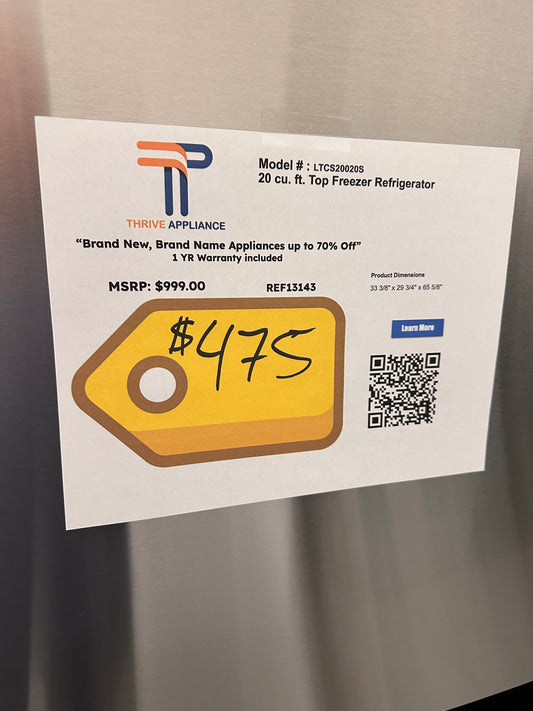 TP
THRIVE APPLIANCE
Model # : LTCS20020S
20 cu. ft. Top Freezer Refrigerator
“Brand New, Brand Name Appliances up to 70% Off”
1 YR Warranty included
MSRP: $999.00
REF13143
$475
Product Dimensions
33 3/8" x 29 3/4" x 65 5/8"
Learn More